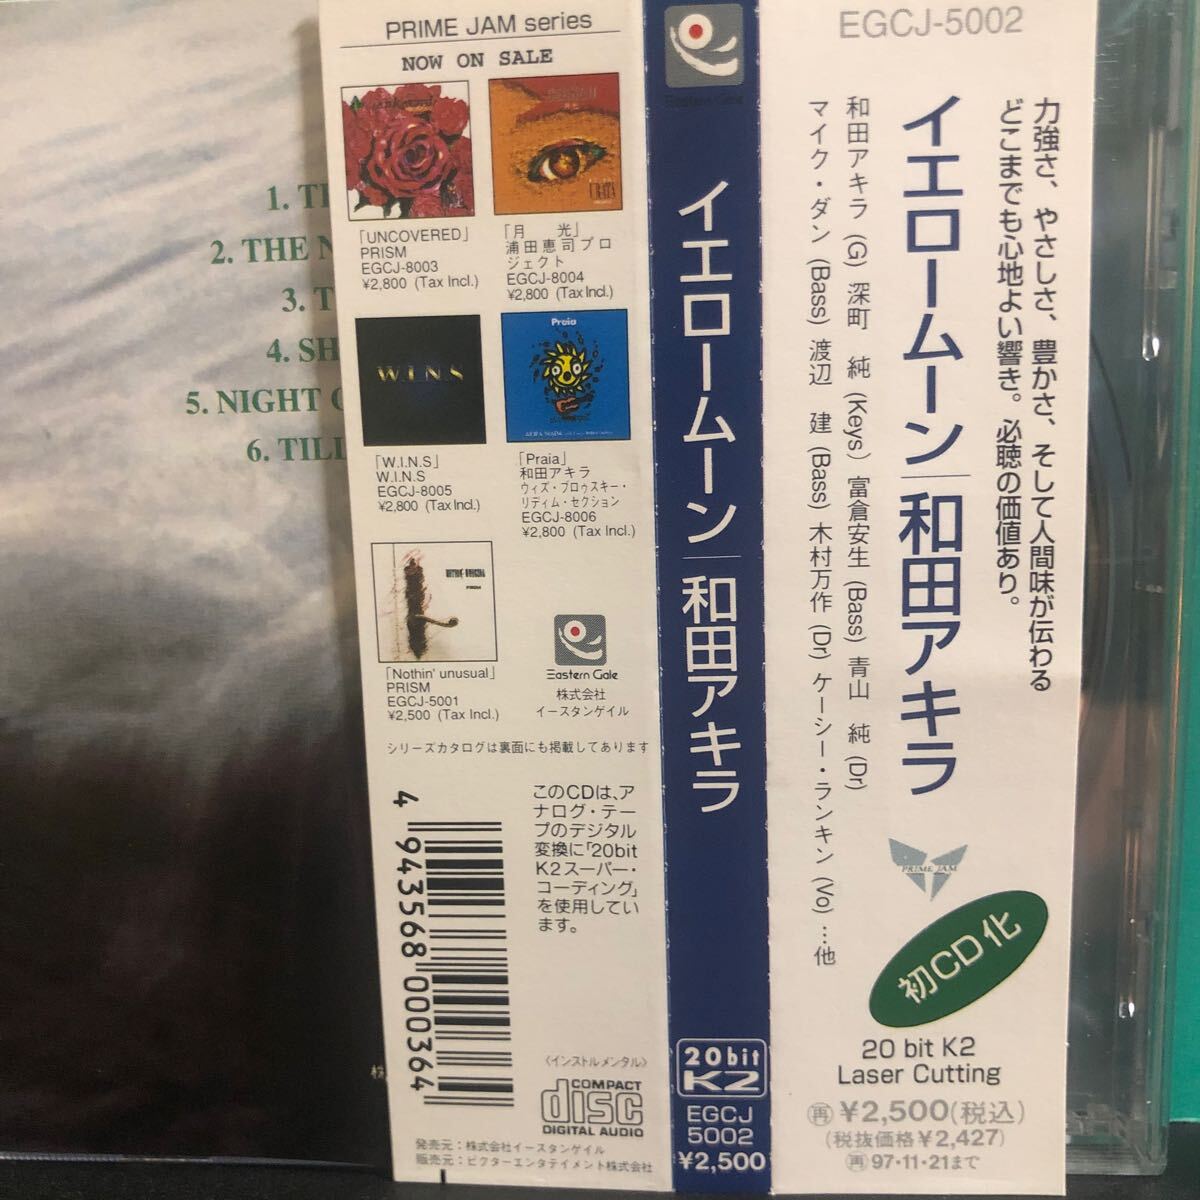 1. T
2. THE N
3. T
4. SH
5. NIGHT
6. TILL
PRIME JAM series
NOW ON SALE
「UNCOVERED」
PRISM
EGCJ-8003
¥2,800 (Tax Incl.)
「月 光」
浦田恵司プロ
ジェクト
EGCJ-8004
¥2,800 (Tax Incl.)
W.I.N.S
Praia
「W.I.N.S」
W.I.N.S
EGCJ-8005
¥2,800 (Tax Incl.)
「Praia」
和田アキラ
ウィズ・ブロゥスキー・
リディム・セクション
EGCJ-8006
¥2,800 (Tax Incl.)
「Nothin' unusual」
PRISM
EGCJ-5001
¥2,500 (Tax Incl.)
Eastern Gale
株式会社
イースタンゲイル
シリーズカタログは裏面にも掲載してあります
このCDは、ア
ナログ・テー
プのデジタル
変換に「20bit
K2スーパー・
コーディング」
を使用してい
ます。
4 943568 000364
〈インストルメンタル〉
COMPACT
disc
DIGITAL AUDIO
発売元：株式会社イースタンゲイル
販売元：ビクターエンタテイメント株式会社
Eastern Gale
イエロームーン│和田アキラ
20bit
K2
EGCJ
5002
¥2,500
EGCJ-5002
力強さ、やさしさ、豊かさ、そして人間味が伝わる
どこまでも心地よい響き。必聴の価値あり。
イエロームーン│和田アキラ
和田アキラ (G) 深町 純 (Keys) 富倉安生 (Bass) 青山 純 (Dr)
マイク・ダン (Bass) 渡辺 建 (Bass) 木村万作 (Dr) ケーシー・ランキン (Vo) …他
PRIME JAM
初CD化
20 bit K2
Laser Cutting
再 ¥2,500(税込)
(税抜価格¥2,427)
再 97・11・21まで